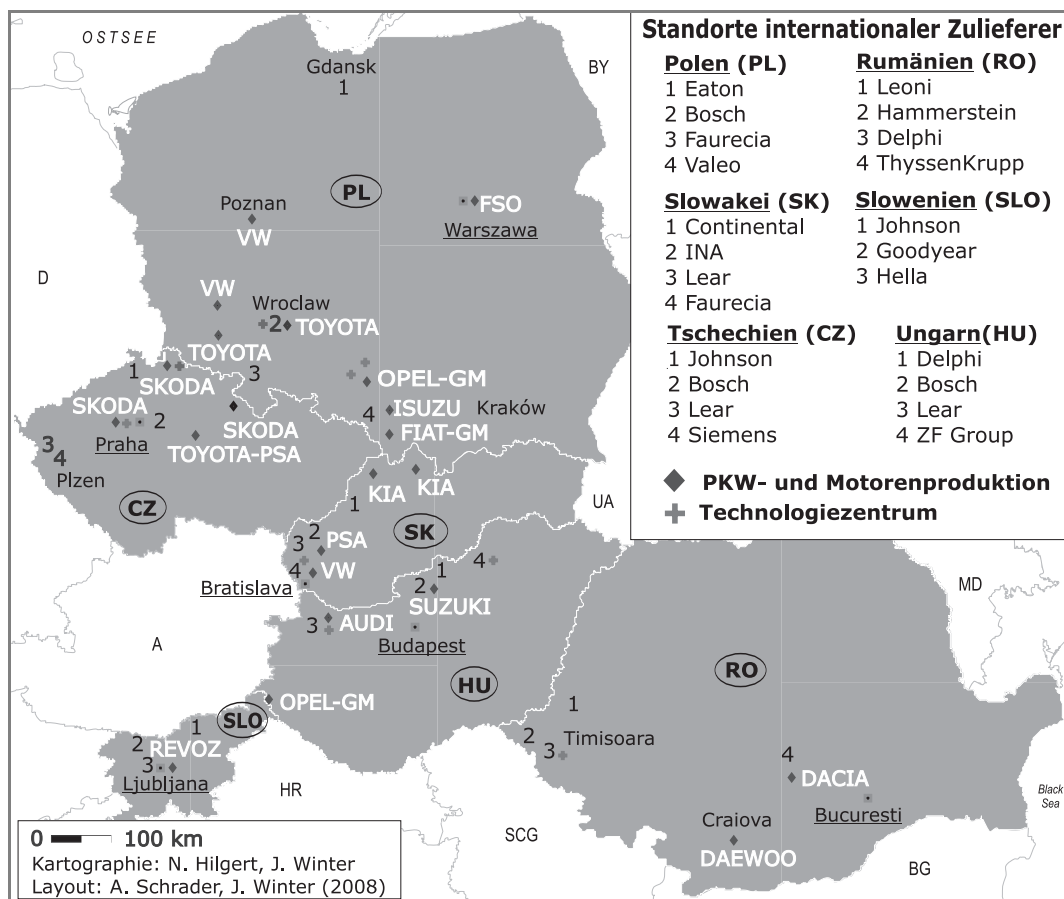 OSTSEE
Gdansk
1
BY
PL
Poznan
VW
FSO
Warszawa
D
VW
Wroclaw
2 TOYOTA
TOYOTA
1
SKODA
3
OPEL-GM
SKODA
2
Praha
SKODA
TOYOTA-PSA
4
ISUZU
Kraków
FIAT-GM
3
4
Plzen
CZ
KIA
KIA
1
UA
SK
2
3
PSA
4
VW
Bratislava
1
4
2
SUZUKI
3
AUDI
Budapest
A
MD
HU
RO
OPEL-GM
SLO
1
2
REVOZ
3
Ljubljana
HR
1
2
3
Timisoara
4
DACIA
Bucuresti
Black
Sea
SCG
Craiova
DAEWOO
BG
Standorte internationaler Zulieferer
Polen (PL)
1 Eaton
2 Bosch
3 Faurecia
4 Valeo
Rumänien (RO)
1 Leoni
2 Hammerstein
3 Delphi
4 ThyssenKrupp
Slowakei (SK)
1 Continental
2 INA
3 Lear
4 Faurecia
Slowenien (SLO)
1 Johnson
2 Goodyear
3 Hella
Tschechien (CZ)
1 Johnson
2 Bosch
3 Lear
4 Siemens
Ungarn(HU)
1 Delphi
2 Bosch
3 Lear
4 ZF Group
PKW- und Motorenproduktion
Technologiezentrum
0 100 km
Kartographie: N. Hilgert, J. Winter
Layout: A. Schrader, J. Winter (2008)